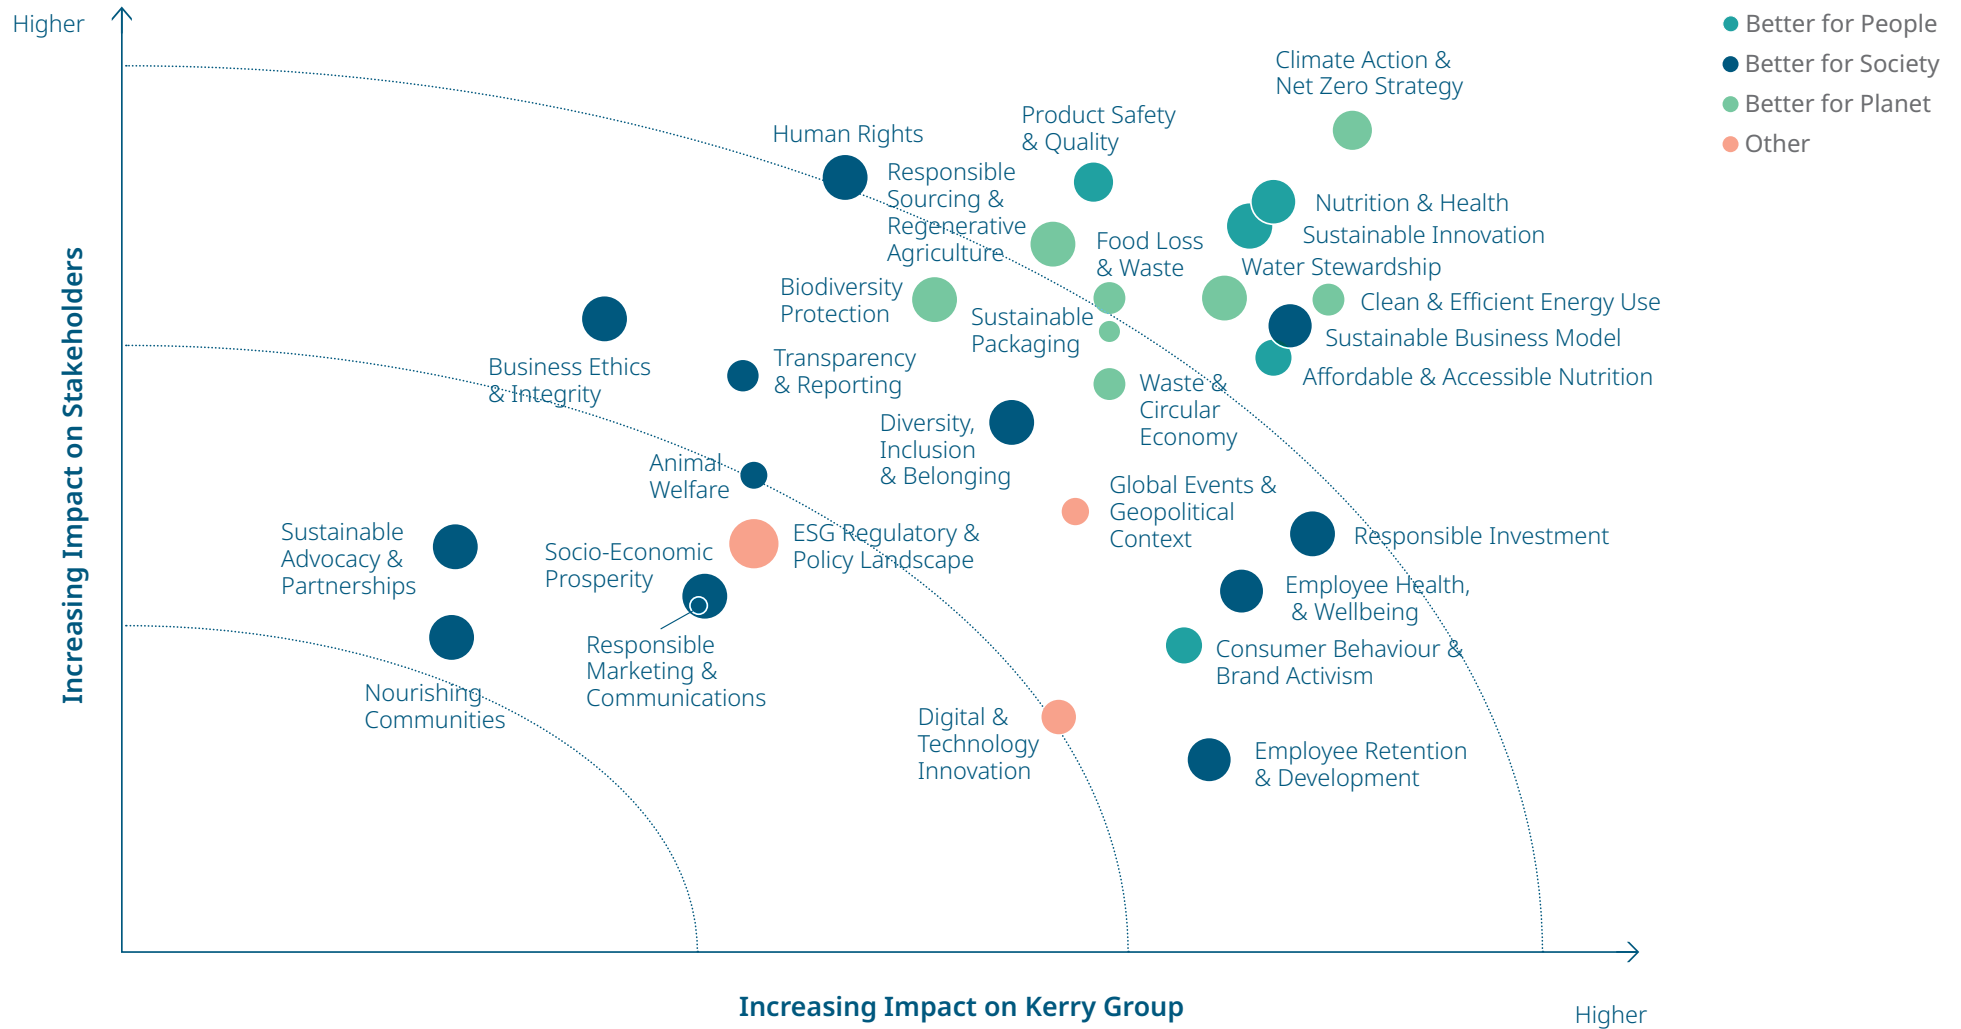 Higher
Increasing Impact on Stakeholders
Better for People
Better for Society
Better for Planet
Other
Climate Action &
Net Zero Strategy
Product Safety
& Quality
Human Rights
Responsible
Sourcing &
Regenerative
Agriculture
Nutrition & Health
Sustainable Innovation
Food Loss
& Waste
Water Stewardship
Biodiversity
Protection
Clean & Efficient Energy Use
Sustainable
Packaging
Sustainable Business Model
Business Ethics
& Integrity
Transparency
& Reporting
Affordable & Accessible Nutrition
Waste &
Circular
Economy
Diversity,
Inclusion
& Belonging
Animal
Welfare
Global Events &
Geopolitical
Context
Sustainable
Advocacy &
Partnerships
Socio-Economic
Prosperity
ESG Regulatory &
Policy Landscape
Responsible Investment
Employee Health,
& Wellbeing
Responsible
Marketing &
Communications
Consumer Behaviour &
Brand Activism
Nourishing
Communities
Digital &
Technology
Innovation
Employee Retention
& Development
Increasing Impact on Kerry Group
Higher